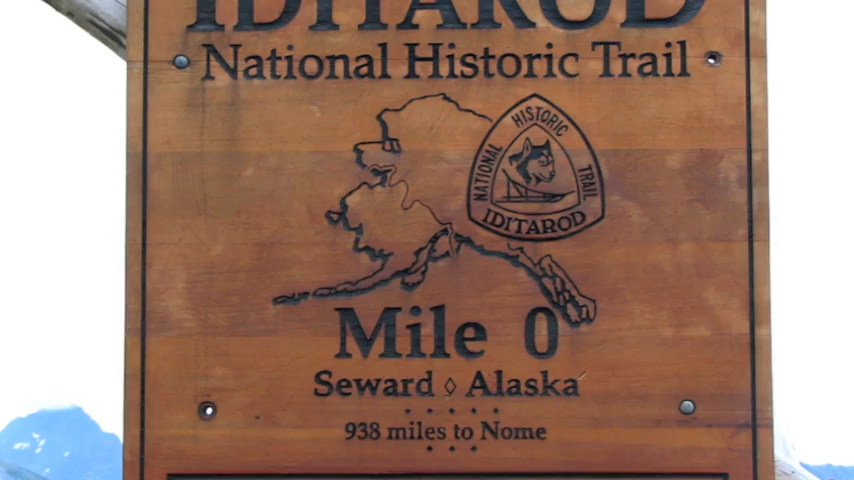 IDITAROD
National Historic Trail
NATIONAL HISTORIC TRAIL
IDITAROD
Mile 0
Seward ◊ Alaska
938 miles to Nome